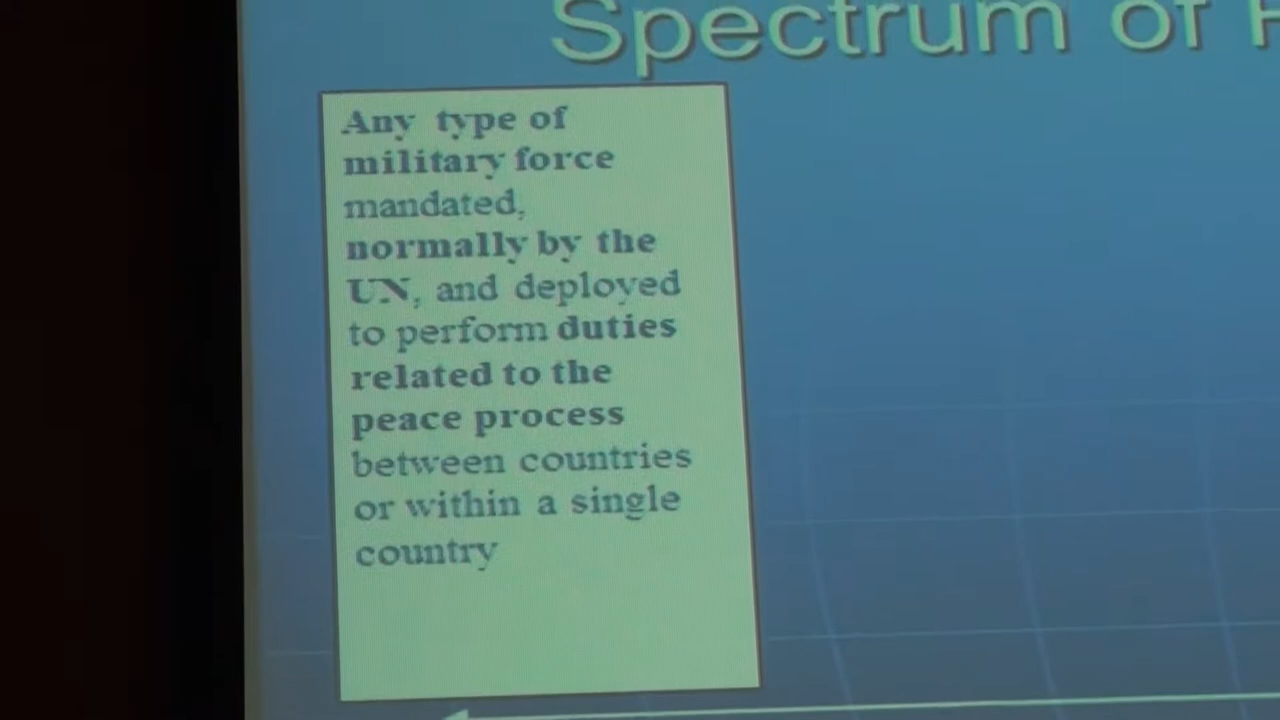 Spectrum of
Any type of
military force
mandated,
normally by the
UN, and deployed
to perform duties
related to the
peace process
between countries
or within a single
country